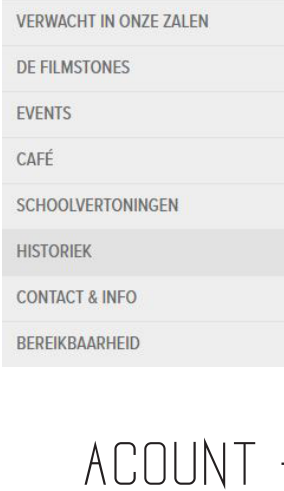 VERWACHT IN ONZE ZALEN
DE FILMSTONES
EVENTS
CAFÉ
SCHOOLVERTONINGEN
HISTORIEK
CONTACT & INFO
BEREIKBAARHEID
ACOUNT -